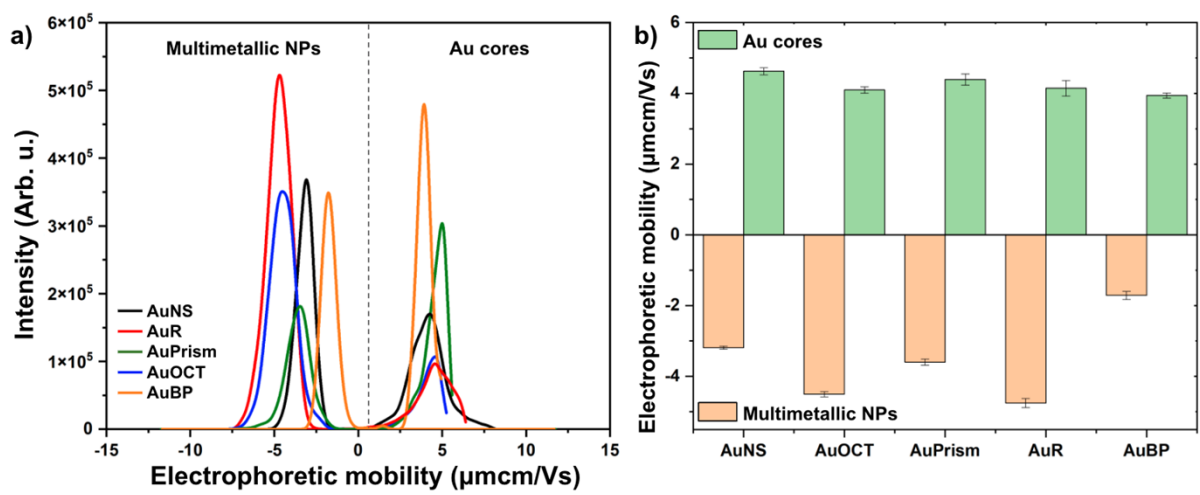 a)
Multimetallic NPs
Au cores
Intensity (Arb. u.)
6×10⁵
5×10⁵
4×10⁵
3×10⁵
2×10⁵
1×10⁵
0
AuNS
AuR
AuPrism
AuOCT
AuBP
-15 -10 -5 0 5 10 15
Electrophoretic mobility (µmcm/Vs)
b)
Au cores
Electrophoretic mobility (µmcm/Vs)
6
4
2
0
-2
-4
Multimetallic NPs
AuNS AuOCT AuPrism AuR AuBP